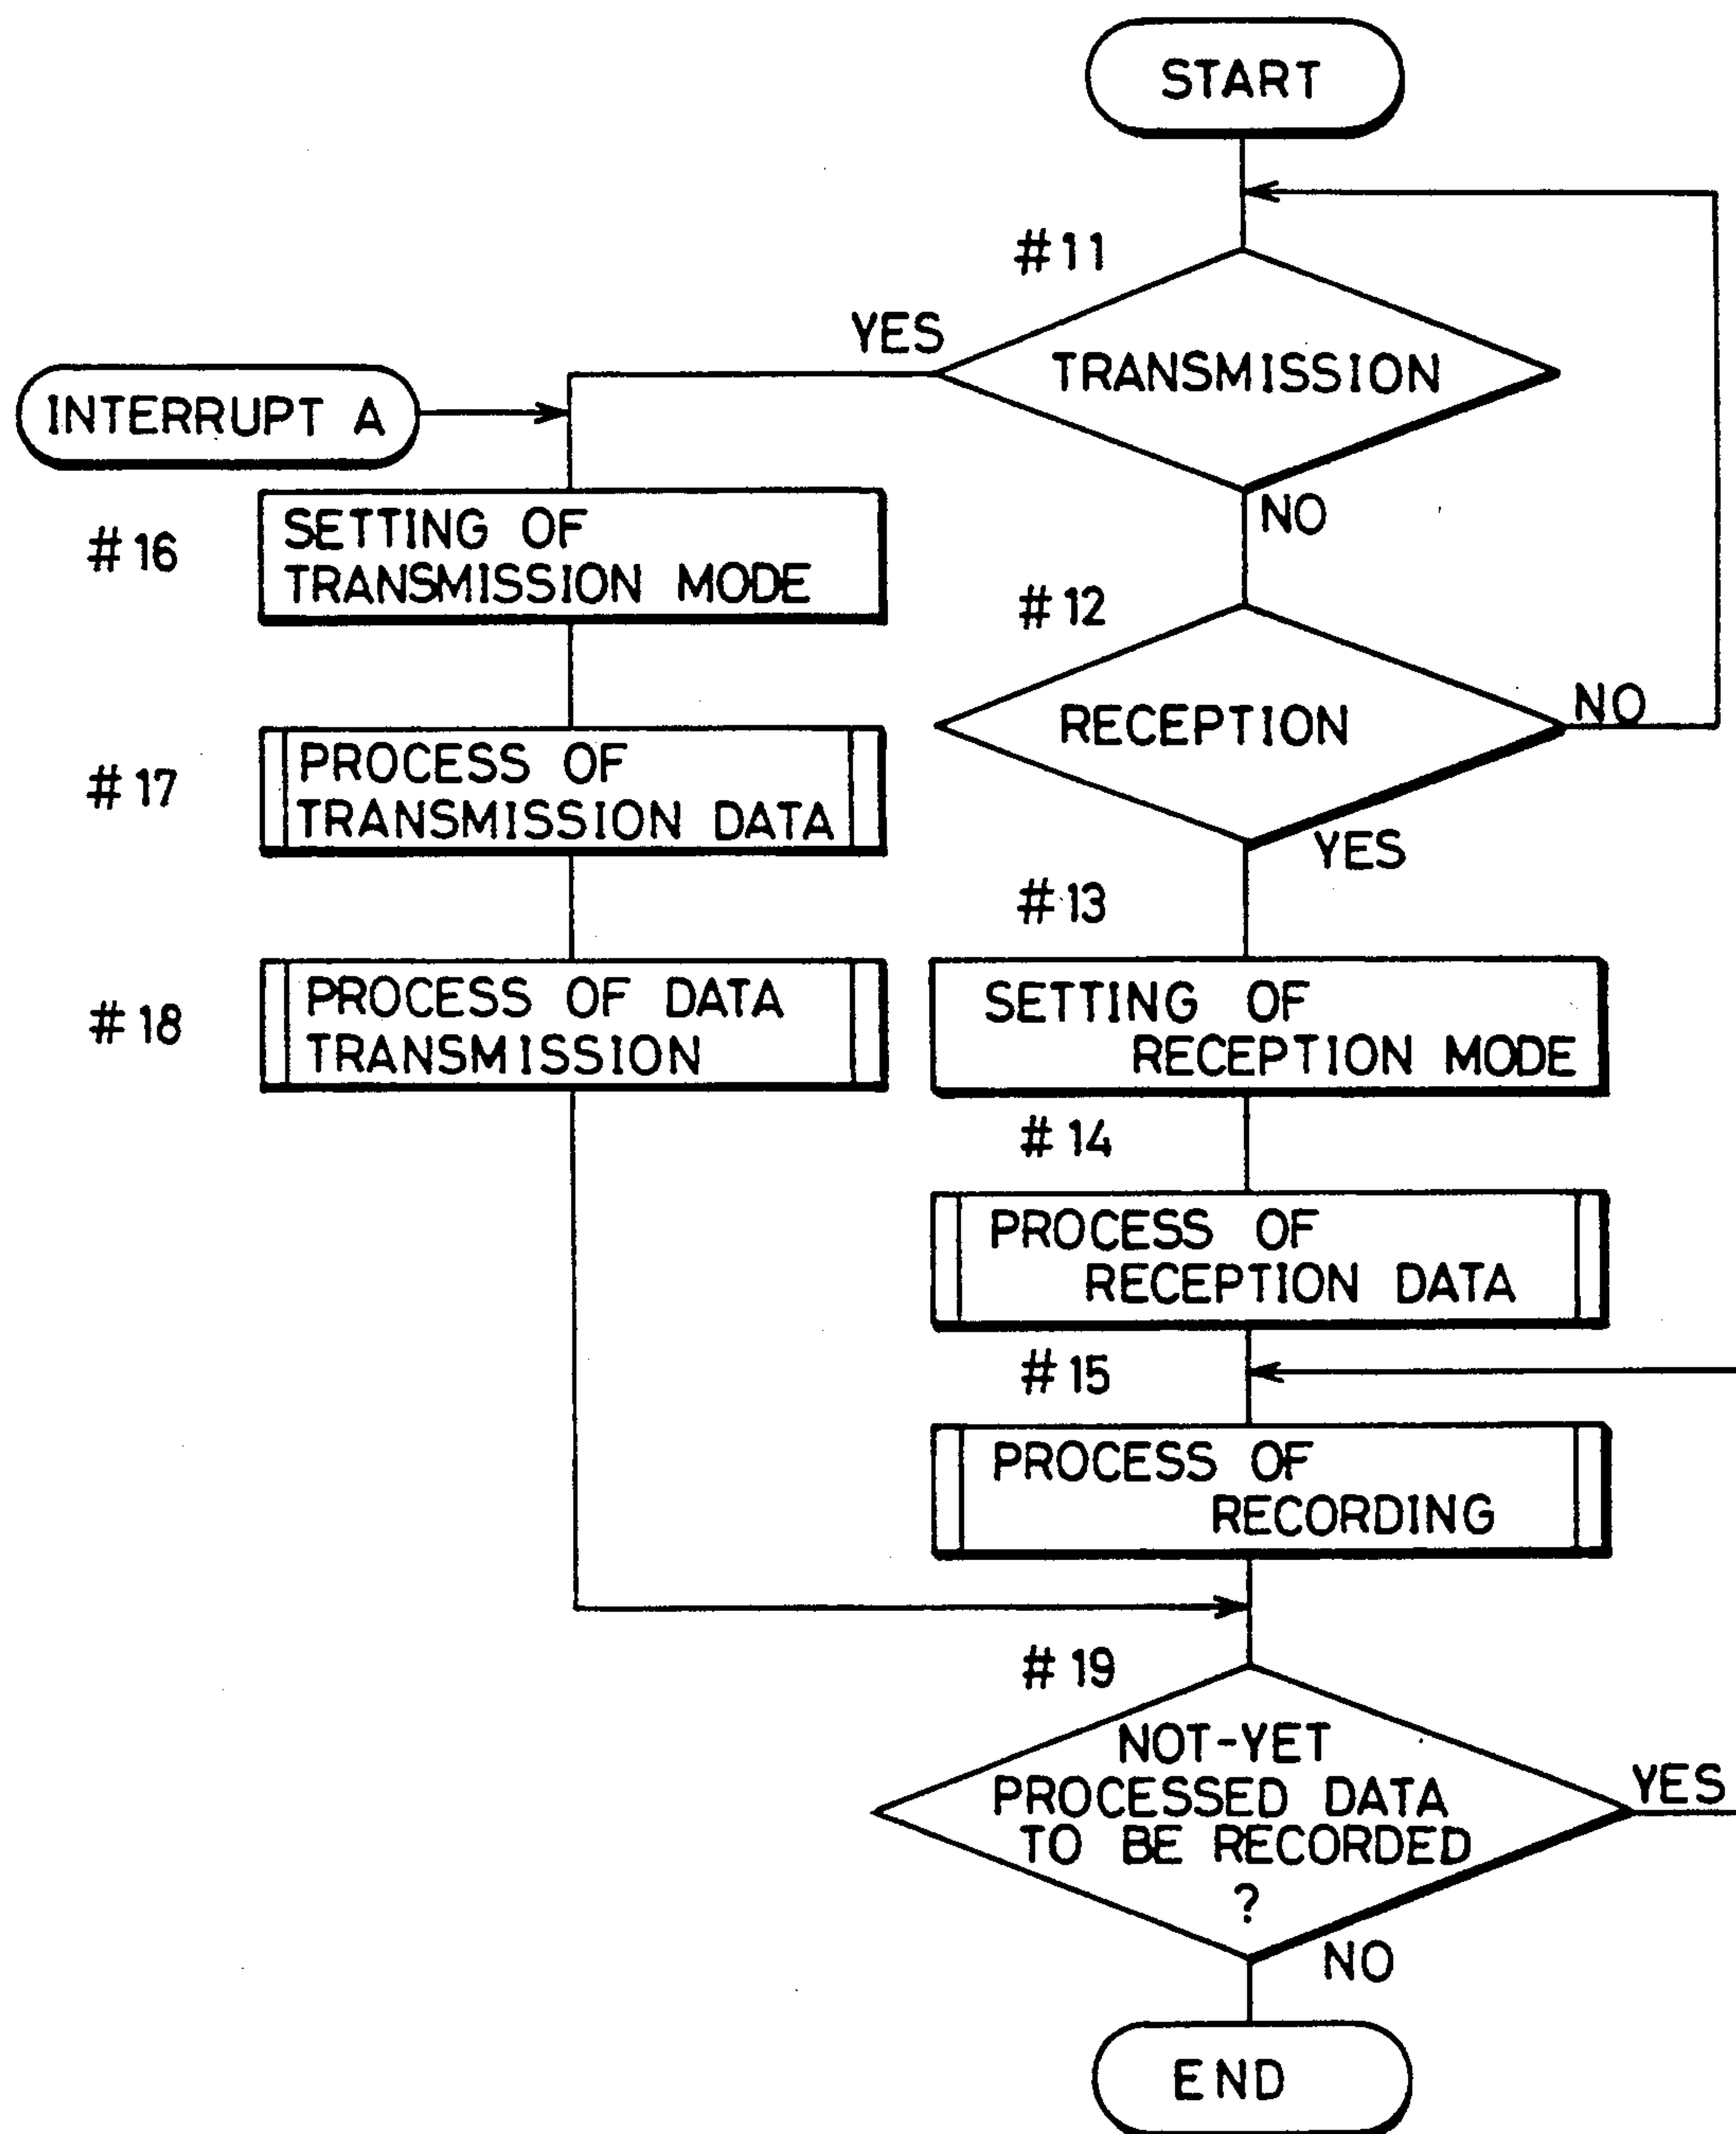 START
#11
YES
TRANSMISSION
INTERRUPT A
NO
#16
SETTING OF
TRANSMISSION MODE
#12
RECEPTION
NO
#17
PROCESS OF
TRANSMISSION DATA
YES
#13
#18
PROCESS OF DATA
TRANSMISSION
SETTING OF
RECEPTION MODE
#14
PROCESS OF
RECEPTION DATA
#15
PROCESS OF
RECORDING
#19
NOT-YET
PROCESSED DATA
TO BE RECORDED
?
YES
NO
END